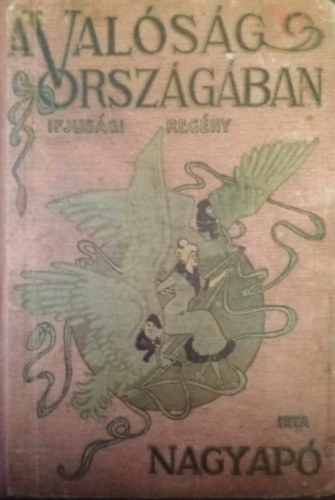 A VALÓSÁG
ORSZÁGÁBAN
IFJUSÁGI REGÉNY
IRTA
NAGYAPÓ